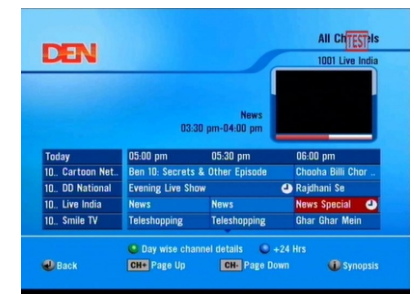 DEN
All Ch TEST els
1001 Live India
News
03:30 pm-04:00 pm
Today 05:00 pm 05:30 pm 06:00 pm
10.. Cartoon Net.. Ben 10: Secrets & Other Episode Chooha Billi Chor ..
10.. DD National Evening Live Show Rajdhani Se
10.. Live India News News News Special
10.. Smile TV Teleshopping Teleshopping Ghar Ghar Mein
Day wise channel details +24 Hrs
Back CH+ Page Up CH- Page Down Synopsis